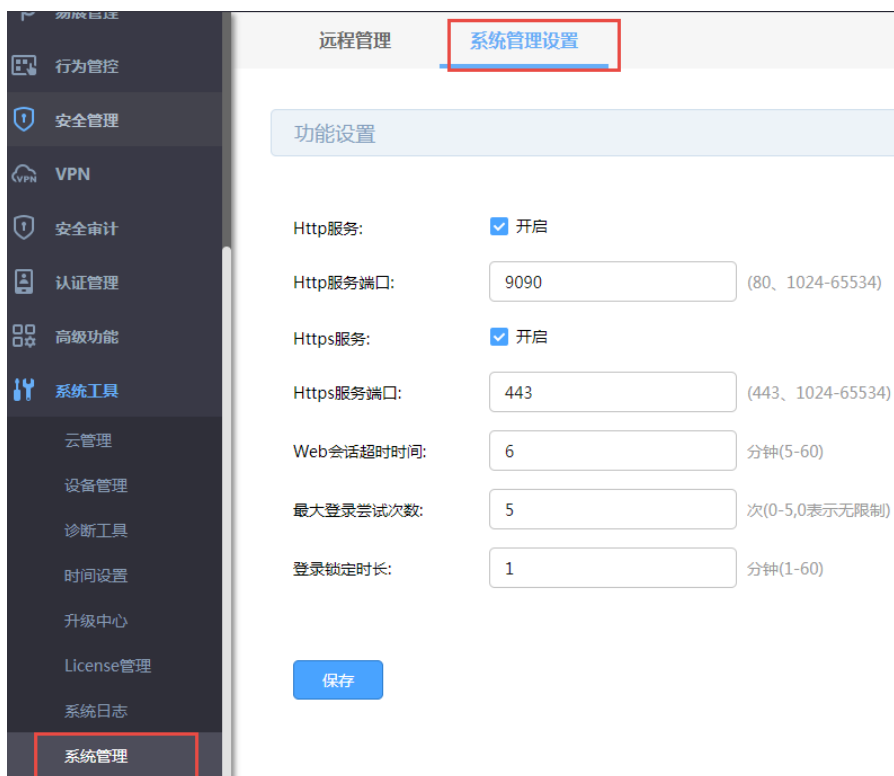 易展管理
行为管控
安全管理
VPN
安全审计
认证管理
高级功能
系统工具
云管理
设备管理
诊断工具
时间设置
升级中心
License管理
系统日志
系统管理
远程管理 系统管理设置
功能设置
Http服务: 开启
Http服务端口: 9090 (80、1024-65534)
Https服务: 开启
Https服务端口: 443 (443、1024-65534)
Web会话超时时间: 6 分钟(5-60)
最大登录尝试次数: 5 次(0-5,0表示无限制)
登录锁定时长: 1 分钟(1-60)
保存